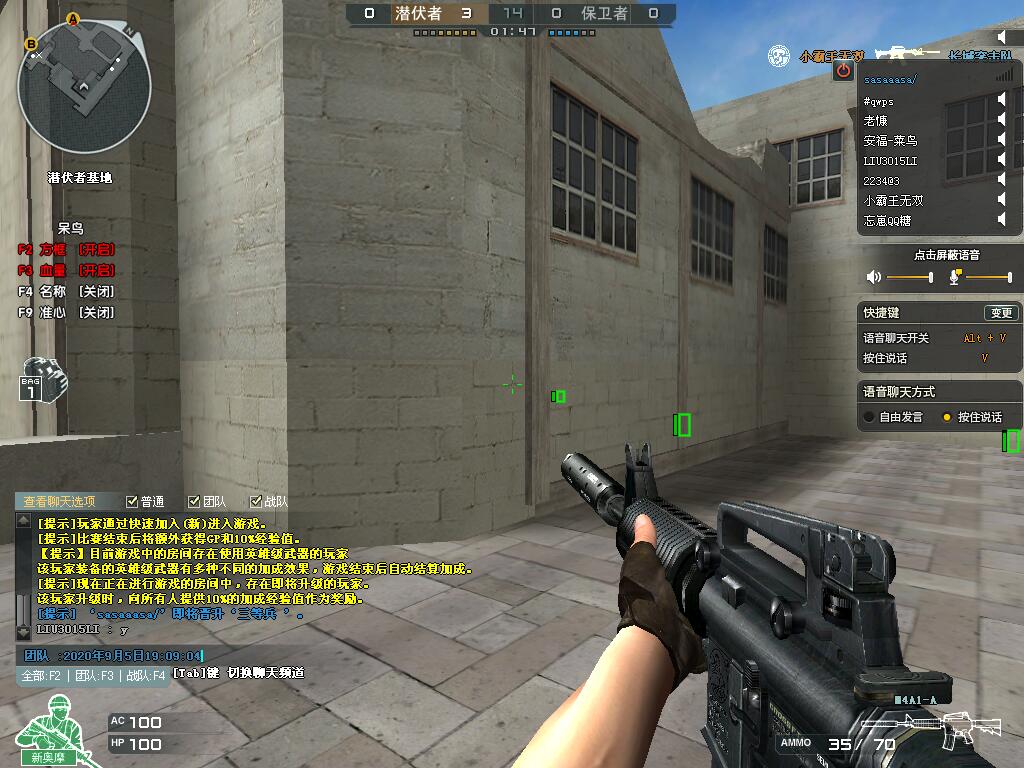 0 潜伏者 3 14 0 保卫者 0
01:47
A
B
N
小霸王无双
长城突击队
潜伏者基地
sasaaasa/
#qwps
老慷
安福-菜鸟
LIU3015LI
2234@3
小霸王无双
忘崽QQ糖
呆鸟
F2 方框 [开启]
F3 血量 [开启]
F4 名称 [关闭]
F9 准心 [关闭]
点击屏蔽语音
快捷键 变更
语音聊天开关 Alt + V
按住说话 V
语音聊天方式
自由发言 按住说话
BAG
1
查看聊天选项 普通 团队 战队
[提示]玩家通过快速加入(新)进入游戏。
[提示]比赛结束后将额外获得GP和10%经验值。
【提示】目前游戏中的房间存在使用英雄级武器的玩家
该玩家装备的英雄级武器有多种不同的加成效果，游戏结束后自动结算加成。
[提示]现在正在进行游戏的房间中，存在即将升级的玩家。
该玩家升级时，向所有人提供10%的加成经验值作为奖励。
[提示] ‘sasaaasa/’即将晋升‘三等兵 ’。
LIU3015LI : y
团队 :2020年9月5日19:09:04
全部:F2 | 团队:F3 | 战队:F4 [Tab]键 切换聊天频道
新奥摩
AC 100
HP 100
M4A1-A
AMMO 35/ 70